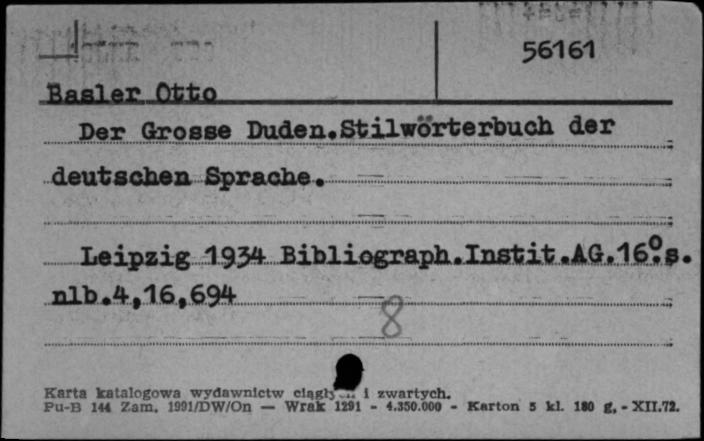 56161
Basler Otto
Der Grosse Duden.Stilwörterbuch der
deutschen Sprache.
Leipzig 1934 Bibliograph.Instit.AG.16°.s.
nlb.4,16,694
8
Karta katalogowa wydawnictw ciągłych i zwartych.
Pu-B 144 Zam. 1991/DW/On — Wrak 1291 - 4.350.000 - Karton 5 kl. 180 g. - XII.72.